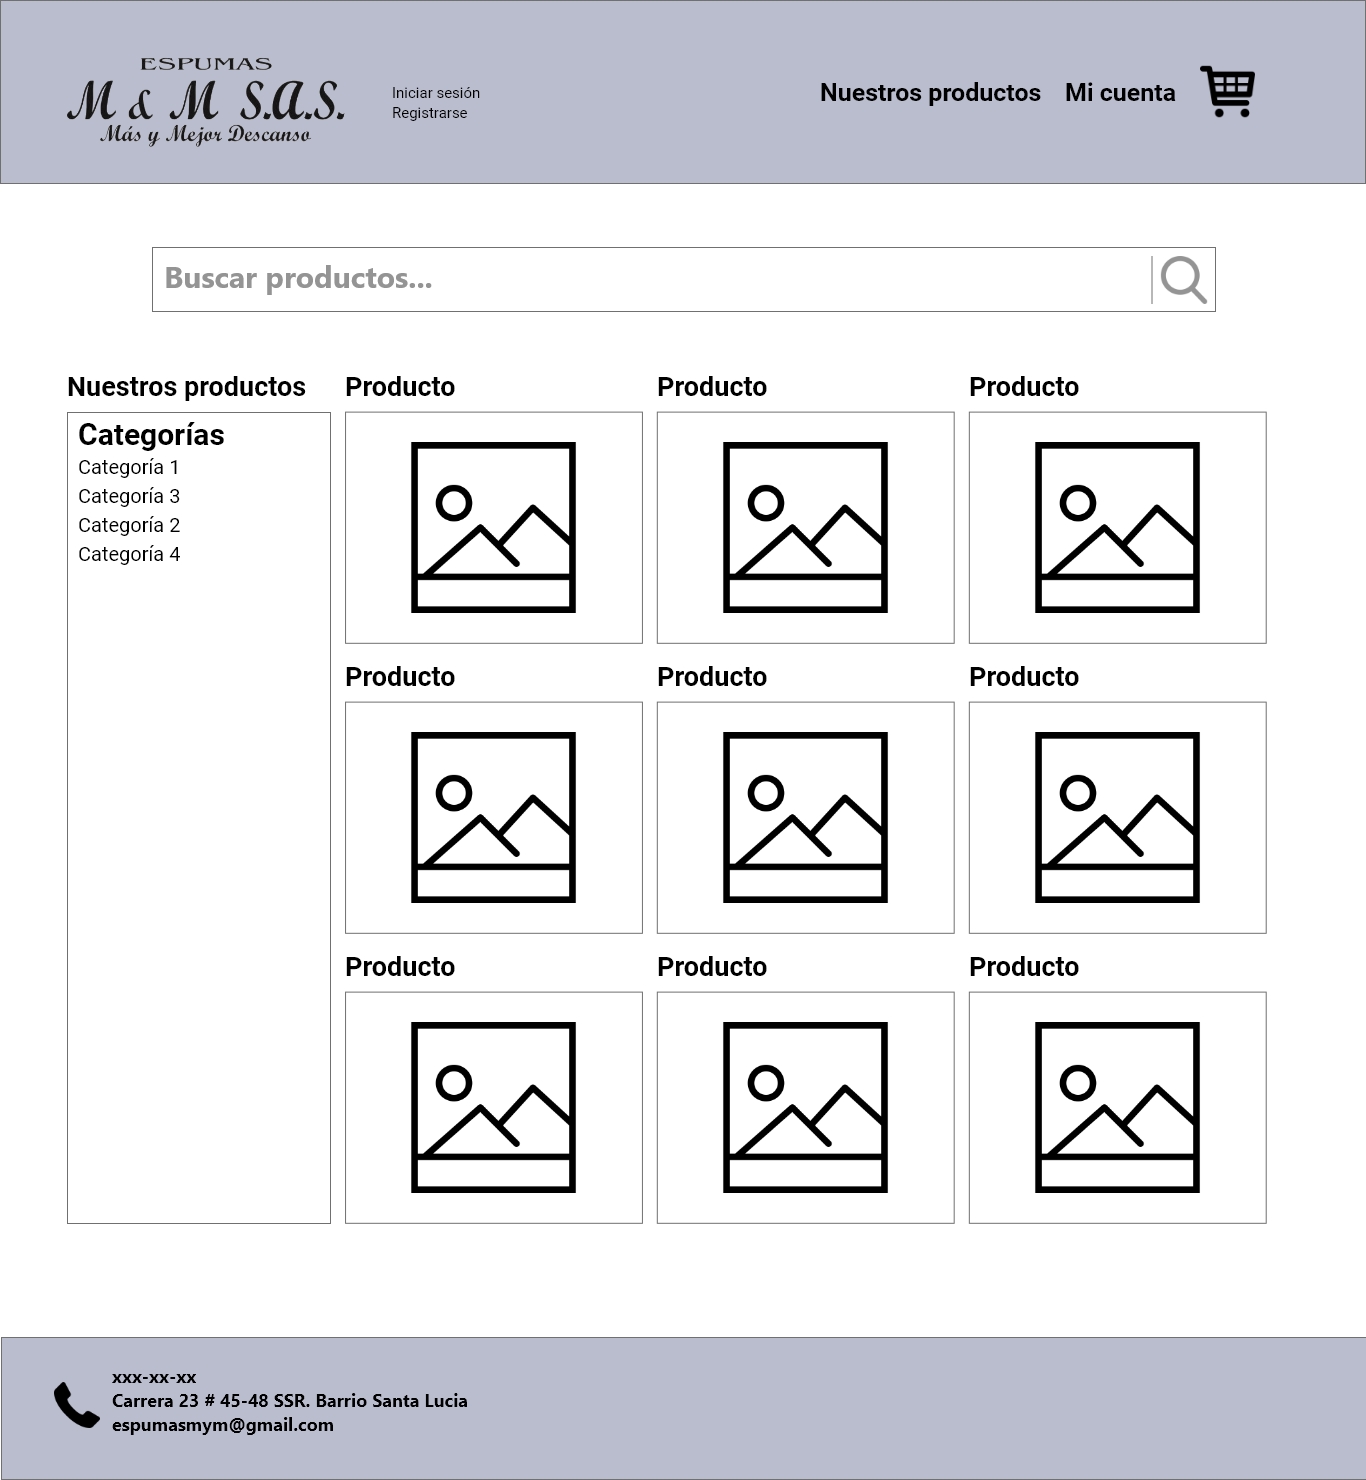 ESPUMAS
M & M S.A.S.
Más y Mejor Descanso
Iniciar sesión
Registrarse
Nuestros productos
Mi cuenta
Buscar productos...
Nuestros productos
Categorías
Categoría 1
Categoría 3
Categoría 2
Categoría 4
Producto
Producto
Producto
Producto
Producto
Producto
Producto
Producto
Producto
xxx-xx-xx
Carrera 23 # 45-48 SSR. Barrio Santa Lucia
espumasmym@gmail.com